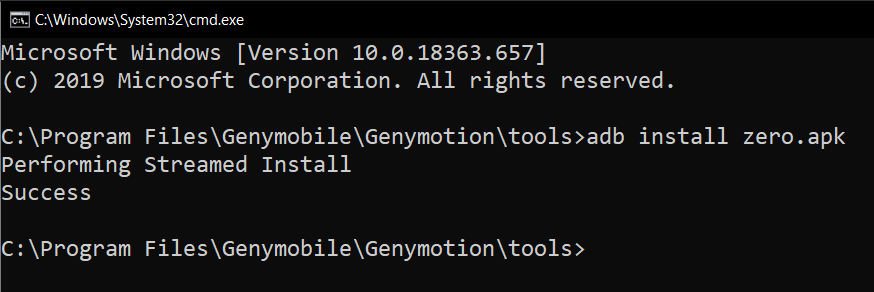 C:\Windows\System32\cmd.exe
Microsoft Windows [Version 10.0.18363.657]
(c) 2019 Microsoft Corporation. All rights reserved.
C:\Program Files\Genymobile\Genymotion\tools>adb install zero.apk
Performing Streamed Install
Success
C:\Program Files\Genymobile\Genymotion\tools>